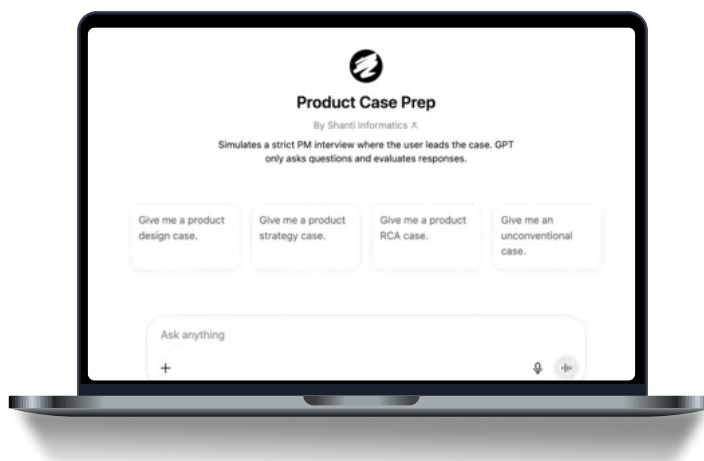 Product Case Prep
By Shanti Informatics
Simulates a strict PM interview where the user leads the case. GPT
only asks questions and evaluates responses.
Give me a product
design case.
Give me a product
strategy case.
Give me a product
RCA case.
Give me an
unconventional
case.
Ask anything